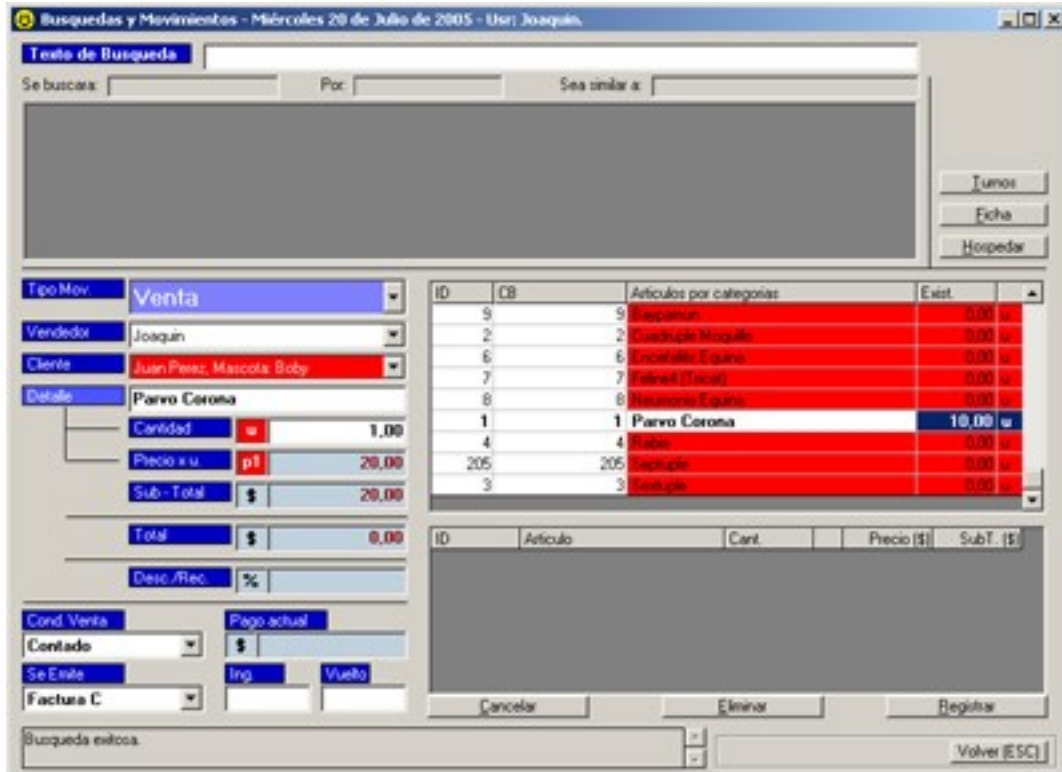 Busquedas y Movimientos - Miércoles 20 de Julio de 2005 - Usr: Joaquin.
Texto de Busqueda
Se buscara: Por: Sea similar a:
Turnos
Ficha
Hospedar
Tipo Mov. Venta
Vendedor Joaquin
Cliente Juan Perez, Mascota: Boby
Detalle Parvo Corona
Cantidad u 1,00
Precio x u. p1 20,00
Sub - Total $ 20,00
Total $ 0,00
Desc./Rec. %
Cond. Venta Pago actual
Contado $
Se Emite Ing. Vuelto
Factura C
ID CB Articulos por categorias Exist.
9 9 Baypamun 0,00 u
2 2 Cuadruple Moquillo 0,00 u
6 6 Encefalitis Equina 0,00 u
7 7 Feline4 (Tricat) 0,00 u
8 8 Neumonia Equina 0,00 u
1 1 Parvo Corona 10,00 u
4 4 Rabia 0,00 u
205 205 Septuple 0,00 u
3 3 Sextuple 0,00 u
ID Articulo Cant. Precio ($) SubT. ($)
Cancelar Eliminar Registrar
Busqueda exitosa.
Volver (ESC)